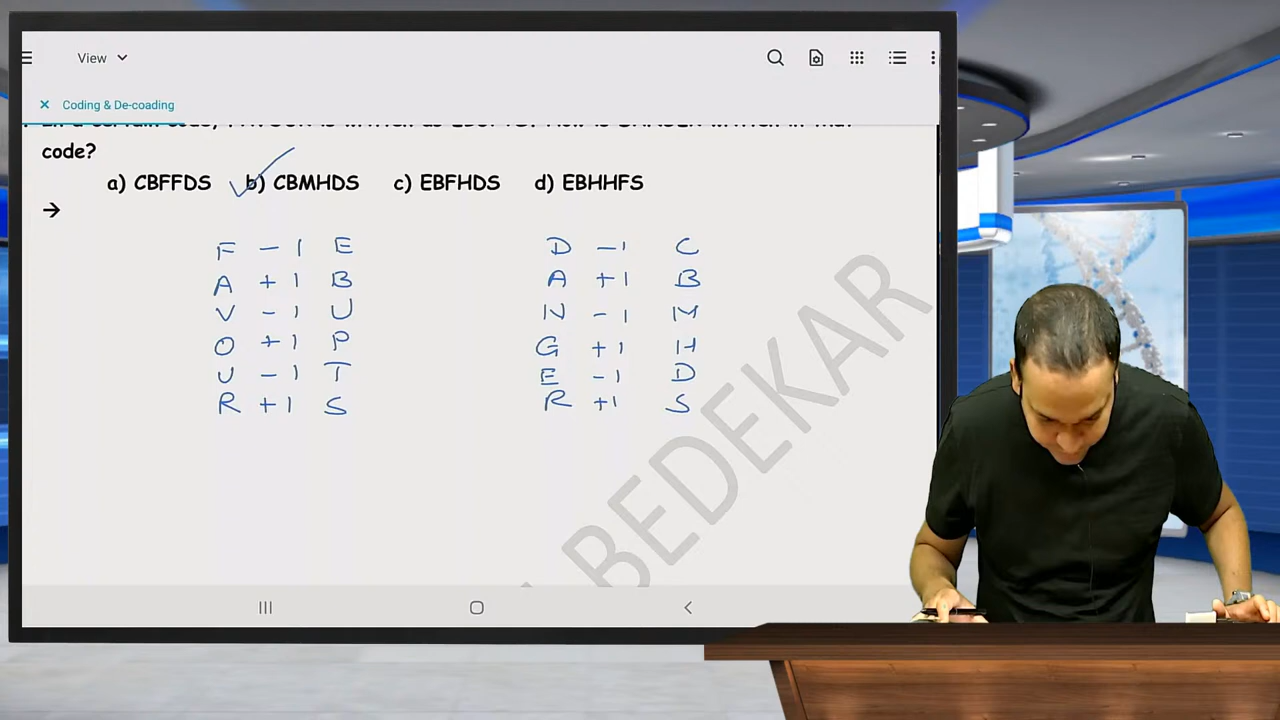 View
Coding & De-coading
code?
a) CBFFDS b) CBMHDS c) EBFHDS d) EBHHFS
→
F - 1 E D -1 C
A + 1 B A +1 B
V - 1 U N -1 M
O +1 P G +1 H
U - 1 T E -1 D
R +1 S R +1 S
BEDEKAR